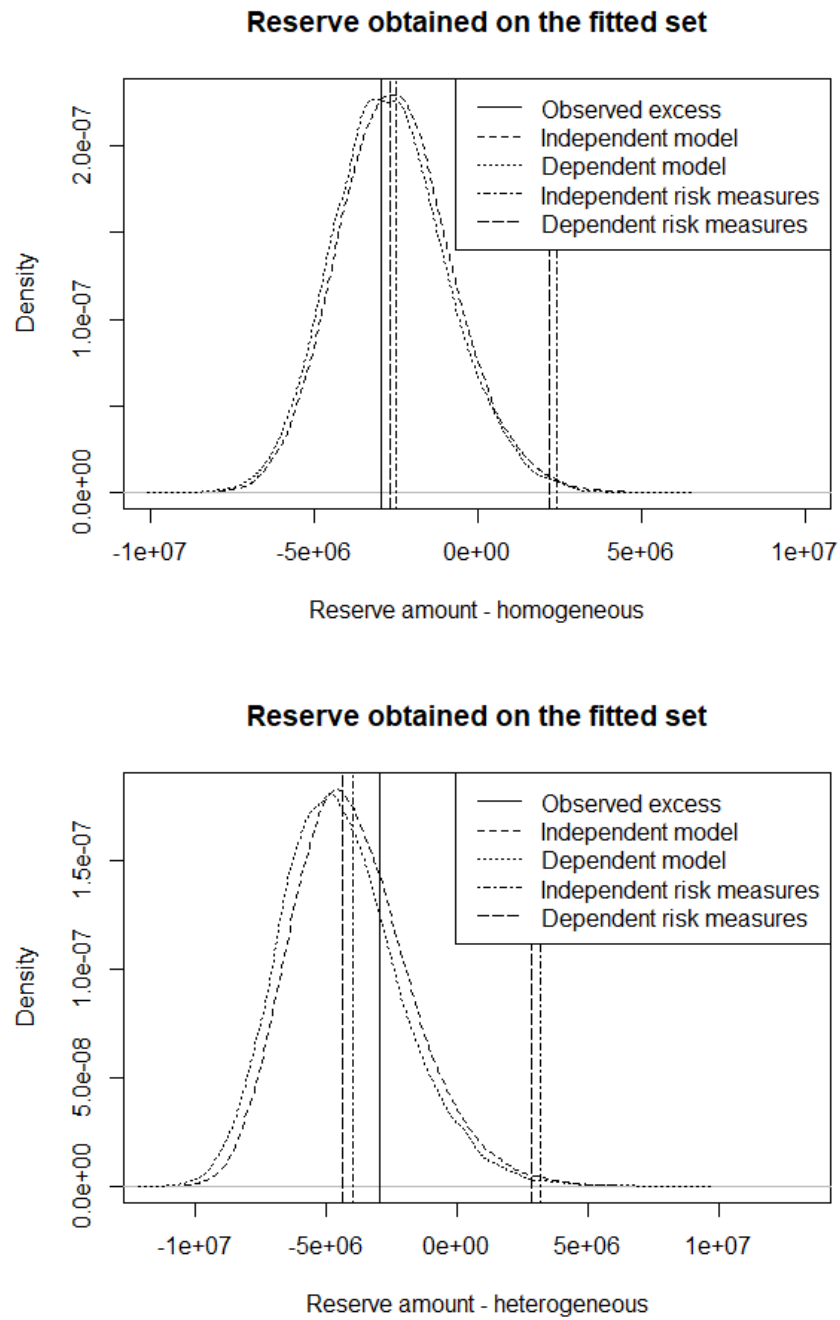 Reserve obtained on the fitted set
Observed excess
Independent model
Dependent model
Independent risk measures
Dependent risk measures
Density
0.0e+00
1.0e-07
2.0e-07
-1e+07
-5e+06
0e+00
5e+06
1e+07
Reserve amount - homogeneous
Reserve obtained on the fitted set
Observed excess
Independent model
Dependent model
Independent risk measures
Dependent risk measures
Density
0.0e+00
5.0e-08
1.0e-07
1.5e-07
-1e+07
-5e+06
0e+00
5e+06
1e+07
Reserve amount - heterogeneous